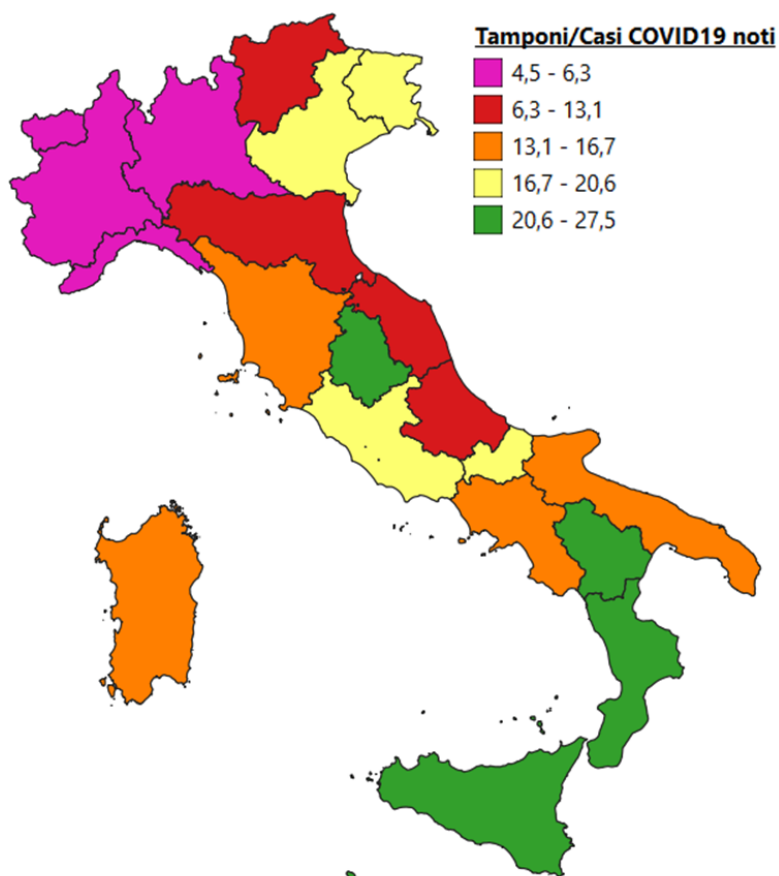 Tamponi/Casi COVID19 noti
4,5 - 6,3
6,3 - 13,1
13,1 - 16,7
16,7 - 20,6
20,6 - 27,5